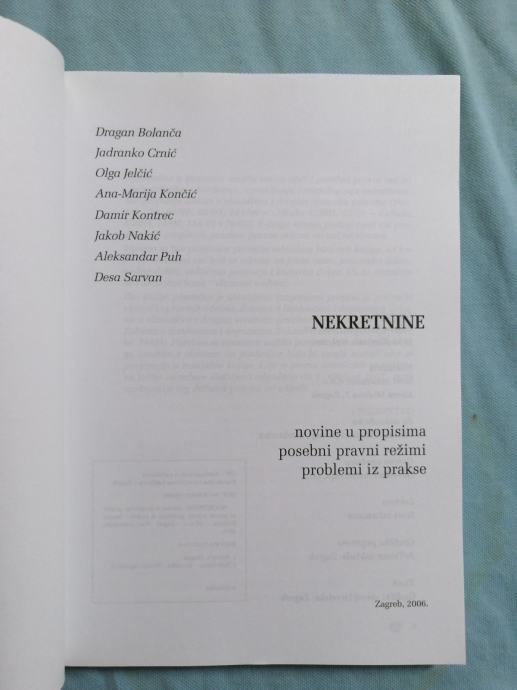 Dragan Bolanča
Jadranko Crnić
Olga Jelčić
Ana-Marija Končić
Damir Kontrec
Jakob Nakić
Aleksandar Puh
Desa Sarvan
NEKRETNINE
novine u propisima
posebni pravni režimi
problemi iz prakse
Zagreb, 2006.